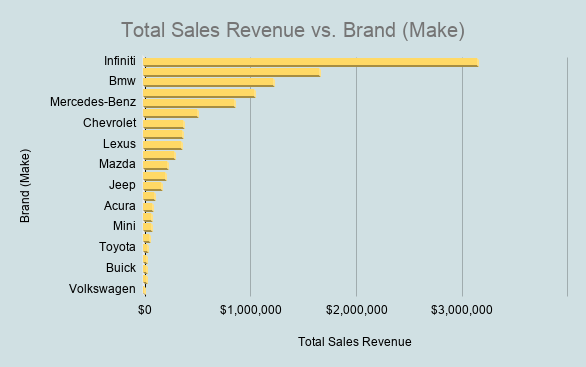 Total Sales Revenue vs. Brand (Make)
Infiniti
Bmw
Mercedes-Benz
Chevrolet
Lexus
Mazda
Jeep
Acura
Mini
Toyota
Buick
Volkswagen
Brand (Make)
$0 $1,000,000 $2,000,000 $3,000,000
Total Sales Revenue